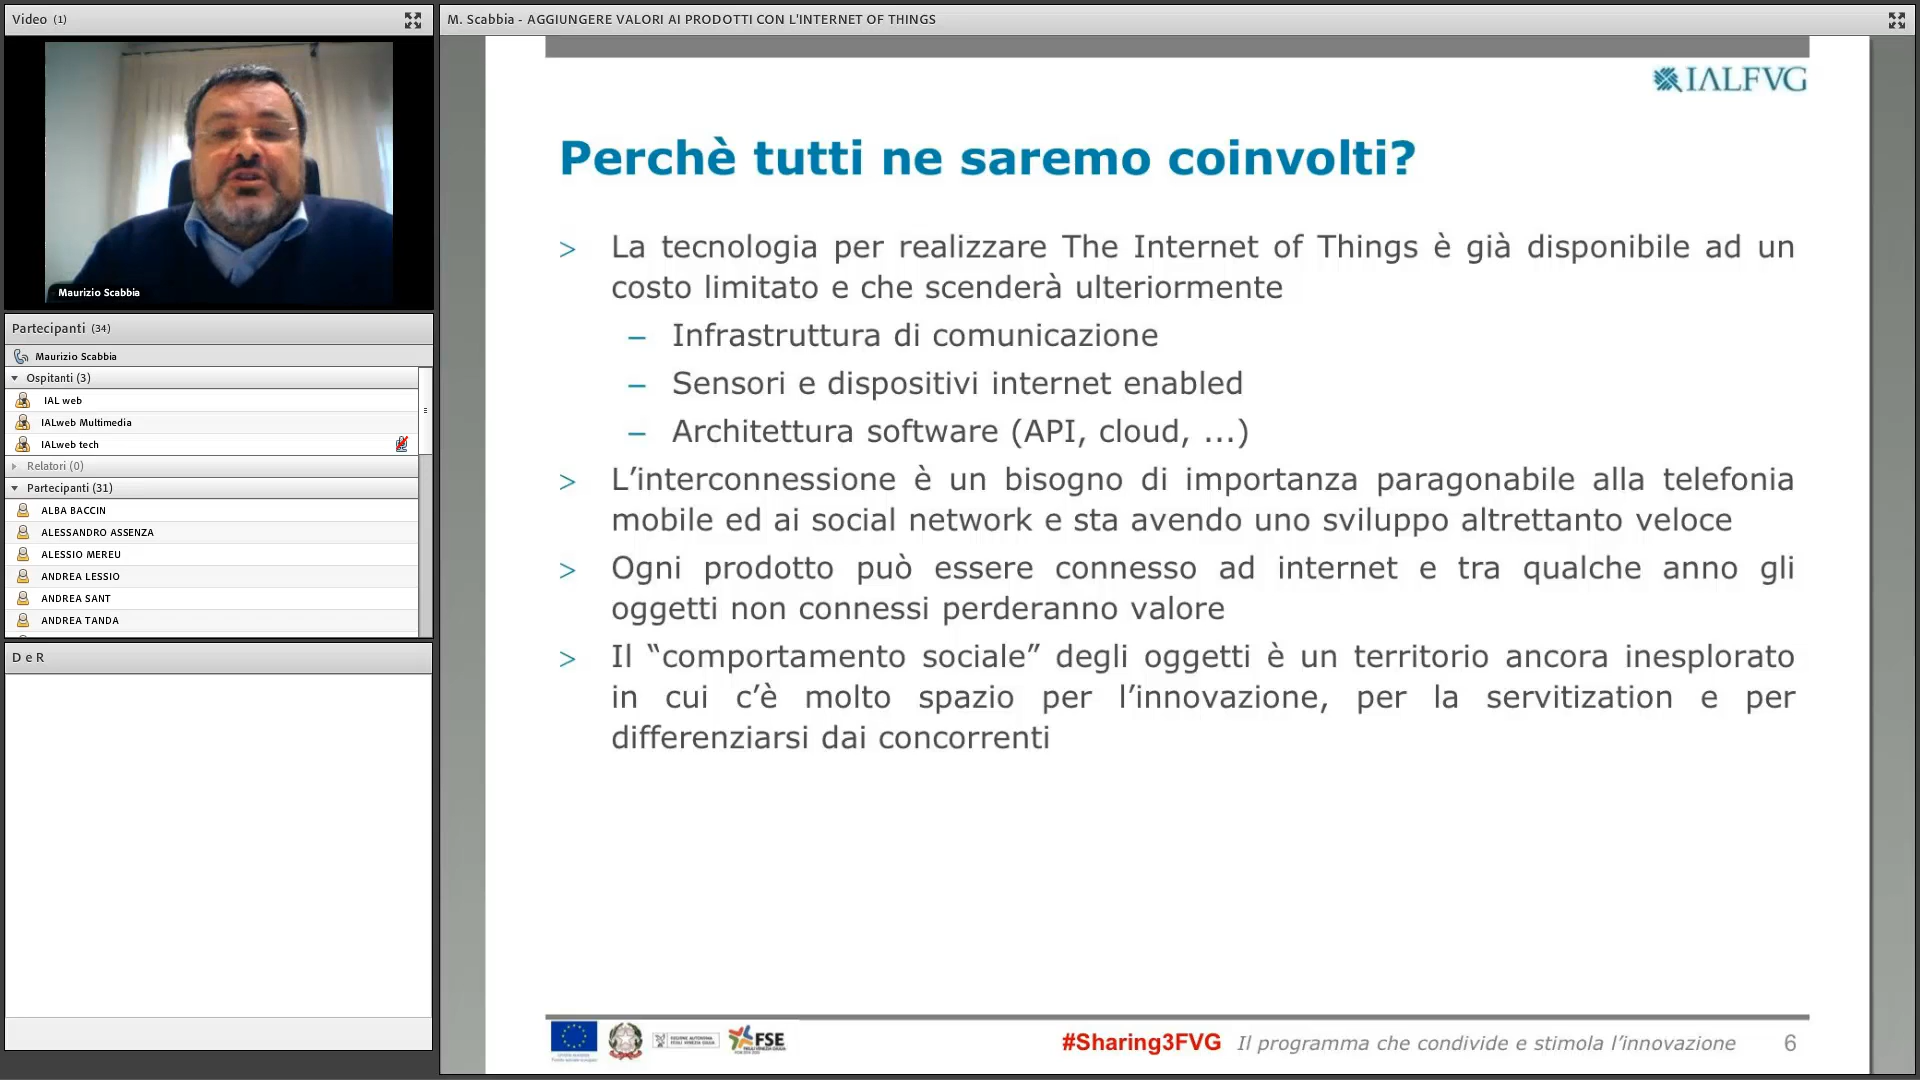 Video (1)
Maurizio Scabbia
Partecipanti (34)
Maurizio Scabbia
Ospitanti (3)
IAL web
IALweb Multimedia
IALweb tech
Relatori (0)
Partecipanti (31)
ALBA BACCIN
ALESSANDRO ASSENZA
ALESSIO MEREU
ANDREA LESSIO
ANDREA SANT
ANDREA TANDA
D e R
M. Scabbia - AGGIUNGERE VALORI AI PRODOTTI CON L'INTERNET OF THINGS
IALFVG
Perchè tutti ne saremo coinvolti?
> La tecnologia per realizzare The Internet of Things è già disponibile ad un
costo limitato e che scenderà ulteriormente
– Infrastruttura di comunicazione
– Sensori e dispositivi internet enabled
– Architettura software (API, cloud, ...)
> L’interconnessione è un bisogno di importanza paragonabile alla telefonia
mobile ed ai social network e sta avendo uno sviluppo altrettanto veloce
> Ogni prodotto può essere connesso ad internet e tra qualche anno gli
oggetti non connessi perderanno valore
> Il “comportamento sociale” degli oggetti è un territorio ancora inesplorato
in cui c’è molto spazio per l’innovazione, per la servitization e per
differenziarsi dai concorrenti
FSE
#Sharing3FVG Il programma che condivide e stimola l’innovazione 6